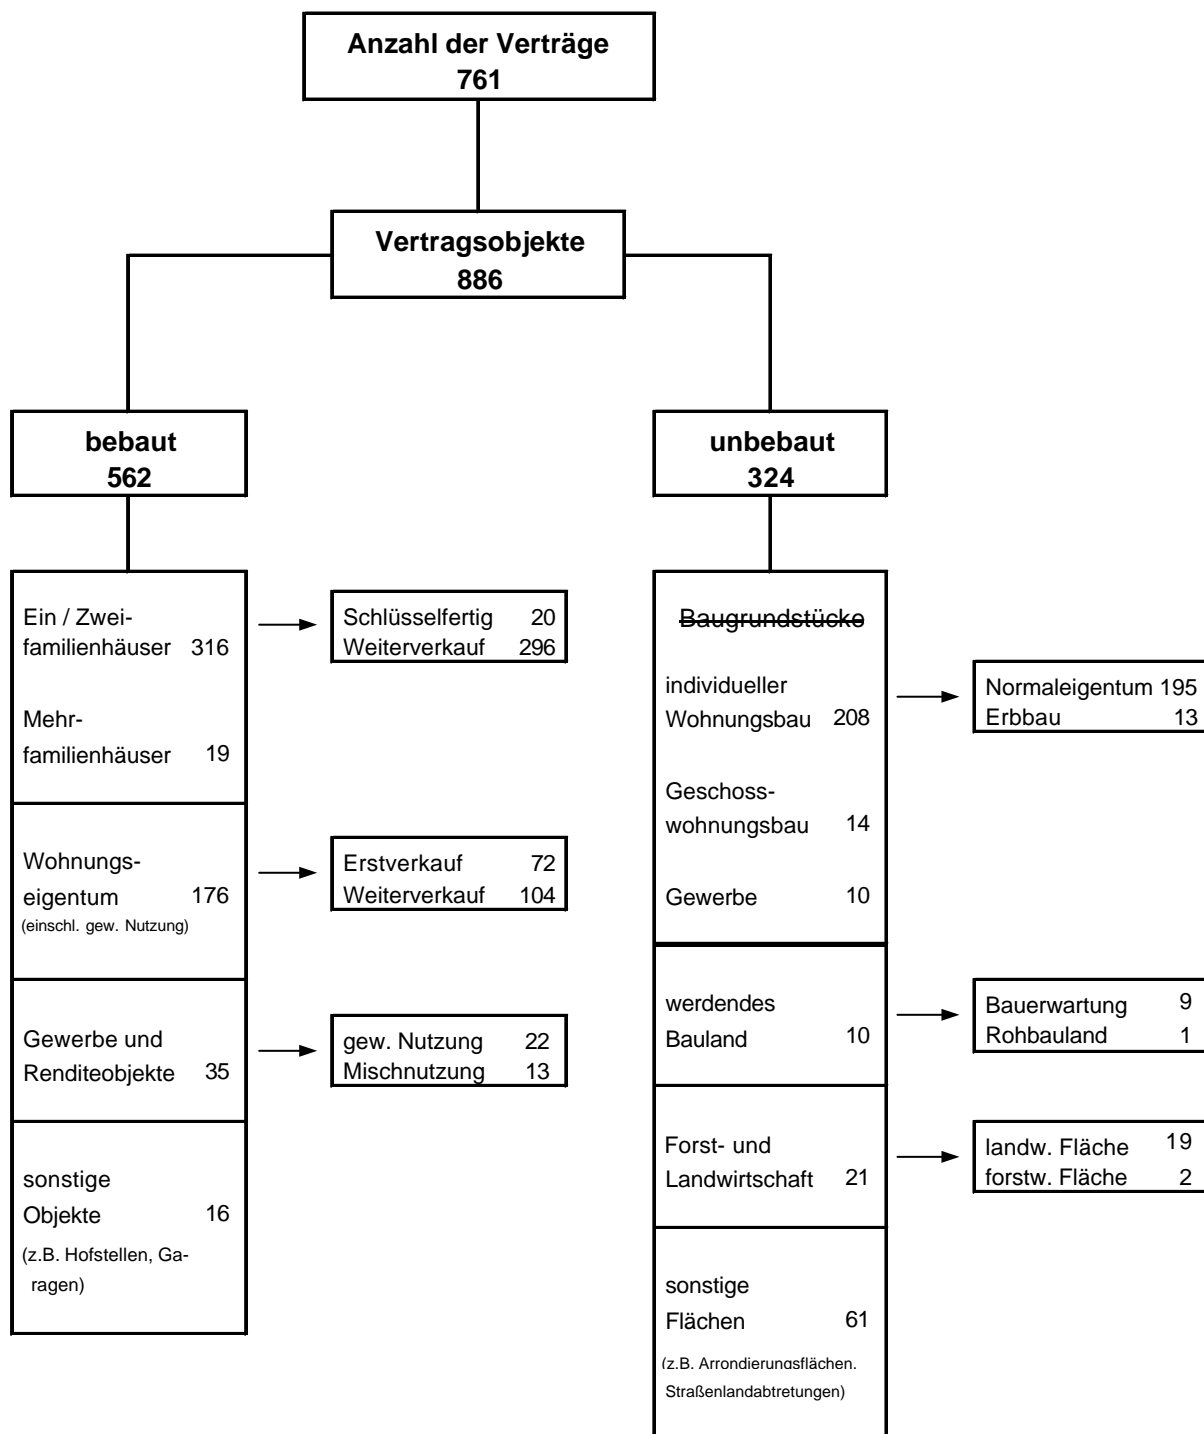 Anzahl der Verträge
761
Vertragsobjekte
886
bebaut
562
unbebaut
324
Ein / Zwei-
familienhäuser 316
Mehr-
familienhäuser 19
Schlüsselfertig 20
Weiterverkauf 296
Wohnungs-
eigentum 176
(einschl. gew. Nutzung)
Erstverkauf 72
Weiterverkauf 104
Gewerbe und
Renditeobjekte 35
gew. Nutzung 22
Mischnutzung 13
sonstige
Objekte 16
(z.B. Hofstellen, Ga-
ragen)
Baugrundstücke
individueller
Wohnungsbau 208
Normaleigentum 195
Erbbau 13
Geschoss-
wohnungsbau 14
Gewerbe 10
werdendes
Bauland 10
Bauerwartung 9
Rohbauland 1
Forst- und
Landwirtschaft 21
landw. Fläche 19
forstw. Fläche 2
sonstige
Flächen 61
(z.B. Arrondierungsflächen.
Straßenlandabtretungen)